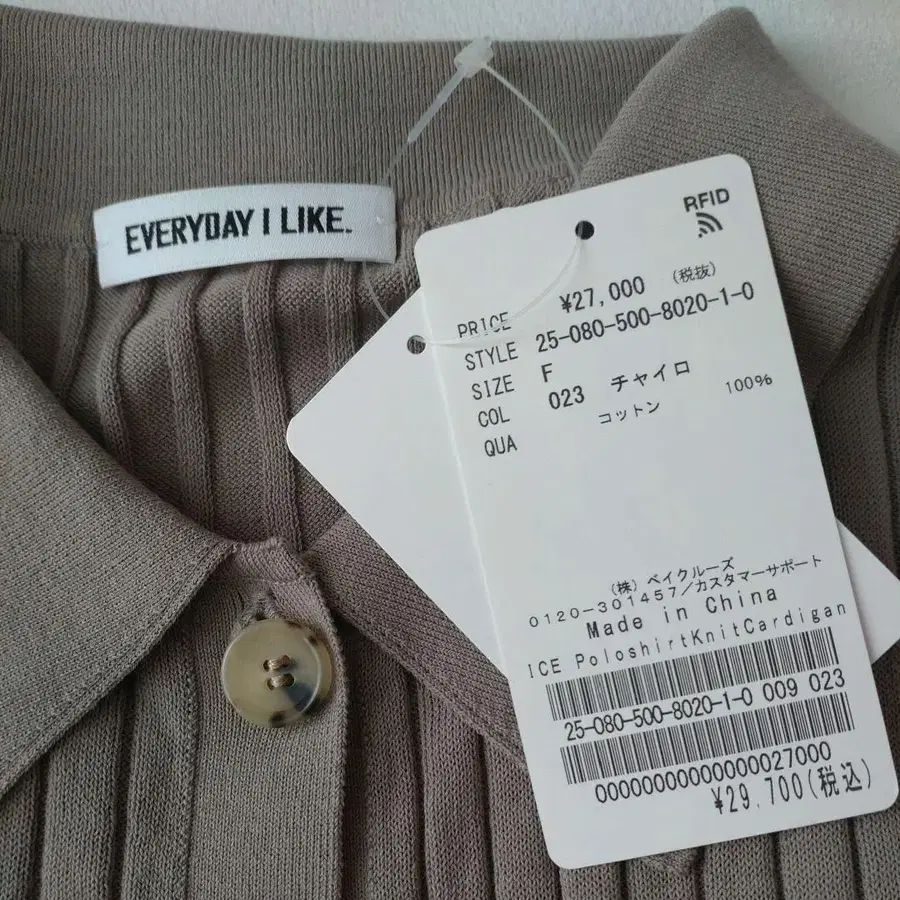 EVERYDAY I LIKE.
RFID
PRICE ¥27,000 (税抜)
STYLE 25-080-500-8020-1-0
SIZE F
COL 023 チャイロ
QUA コットン 100%
(株) ベイクルーズ
0120-301457/カスタマーサポート
Made in China
ICE PoloshirtKnitCardigan
25-080-500-8020-1-0 009 023
00000000000000027000
¥29,700(税込)